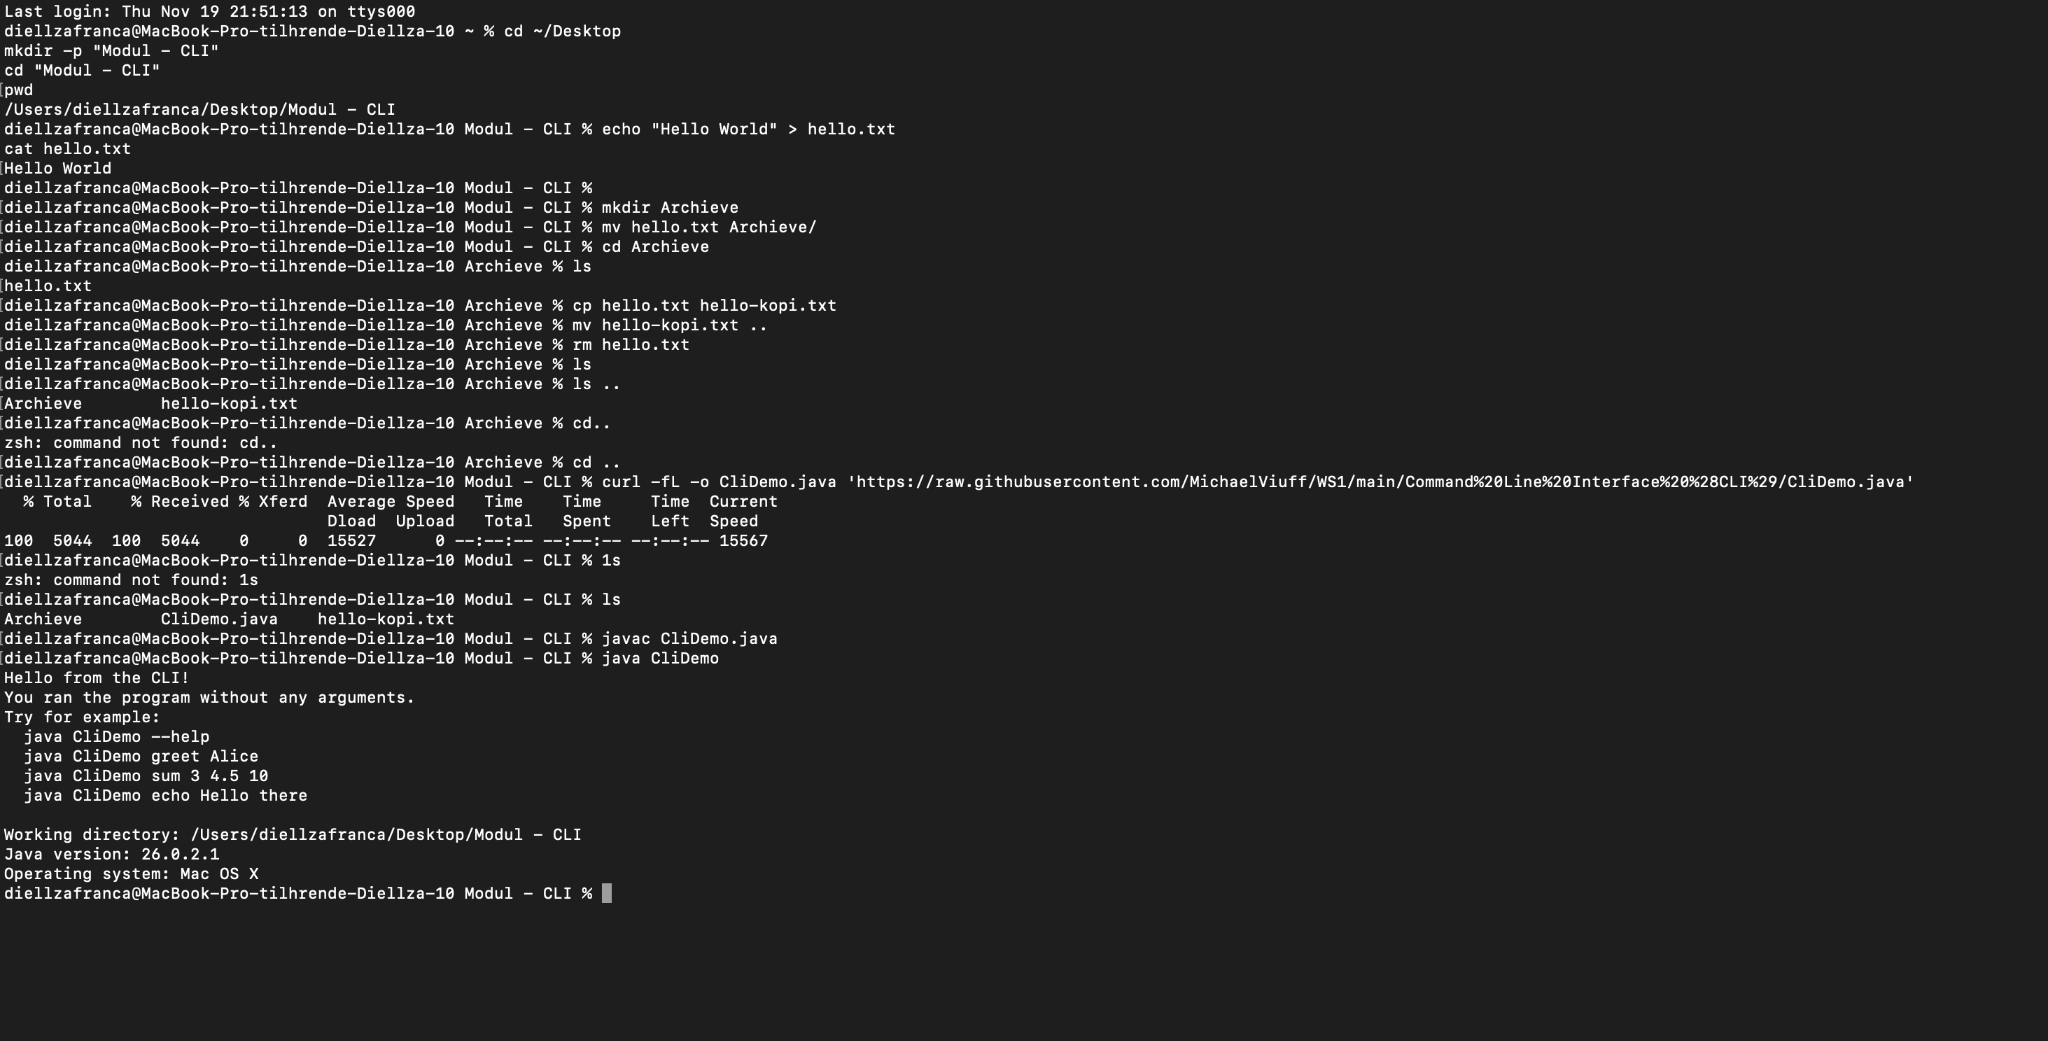 Last login: Thu Nov 19 21:51:13 on ttys000
diellzafranca@MacBook-Pro-tilhrende-Diellza-10 ~ % cd ~/Desktop
mkdir -p "Modul - CLI"
cd "Modul - CLI"
[pwd
/Users/diellzafranca/Desktop/Modul - CLI
diellzafranca@MacBook-Pro-tilhrende-Diellza-10 Modul - CLI % echo "Hello World" > hello.txt
cat hello.txt
[Hello World
diellzafranca@MacBook-Pro-tilhrende-Diellza-10 Modul - CLI %
[diellzafranca@MacBook-Pro-tilhrende-Diellza-10 Modul - CLI % mkdir Archieve
[diellzafranca@MacBook-Pro-tilhrende-Diellza-10 Modul - CLI % mv hello.txt Archieve/
[diellzafranca@MacBook-Pro-tilhrende-Diellza-10 Modul - CLI % cd Archieve
diellzafranca@MacBook-Pro-tilhrende-Diellza-10 Archieve % ls
[hello.txt
[diellzafranca@MacBook-Pro-tilhrende-Diellza-10 Archieve % cp hello.txt hello-kopi.txt
diellzafranca@MacBook-Pro-tilhrende-Diellza-10 Archieve % mv hello-kopi.txt ..
[diellzafranca@MacBook-Pro-tilhrende-Diellza-10 Archieve % rm hello.txt
diellzafranca@MacBook-Pro-tilhrende-Diellza-10 Archieve % ls
[diellzafranca@MacBook-Pro-tilhrende-Diellza-10 Archieve % ls ..
[Archieve        hello-kopi.txt
[diellzafranca@MacBook-Pro-tilhrende-Diellza-10 Archieve % cd..
zsh: command not found: cd..
[diellzafranca@MacBook-Pro-tilhrende-Diellza-10 Archieve % cd ..
[diellzafranca@MacBook-Pro-tilhrende-Diellza-10 Modul - CLI % curl -fL -o CliDemo.java 'https://raw.githubusercontent.com/MichaelViuff/WS1/main/Command%20Line%20Interface%20%28CLI%29/CliDemo.java'
  % Total    % Received % Xferd  Average Speed   Time    Time     Time  Current
                                 Dload  Upload   Total   Spent    Left  Speed
100  5044  100  5044    0     0  15527      0 --:--:-- --:--:-- --:--:-- 15567
[diellzafranca@MacBook-Pro-tilhrende-Diellza-10 Modul - CLI % 1s
zsh: command not found: 1s
[diellzafranca@MacBook-Pro-tilhrende-Diellza-10 Modul - CLI % ls
Archieve        CliDemo.java    hello-kopi.txt
[diellzafranca@MacBook-Pro-tilhrende-Diellza-10 Modul - CLI % javac CliDemo.java
[diellzafranca@MacBook-Pro-tilhrende-Diellza-10 Modul - CLI % java CliDemo
Hello from the CLI!
You ran the program without any arguments.
Try for example:
  java CliDemo --help
  java CliDemo greet Alice
  java CliDemo sum 3 4.5 10
  java CliDemo echo Hello there

Working directory: /Users/diellzafranca/Desktop/Modul - CLI
Java version: 26.0.2.1
Operating system: Mac OS X
diellzafranca@MacBook-Pro-tilhrende-Diellza-10 Modul - CLI %